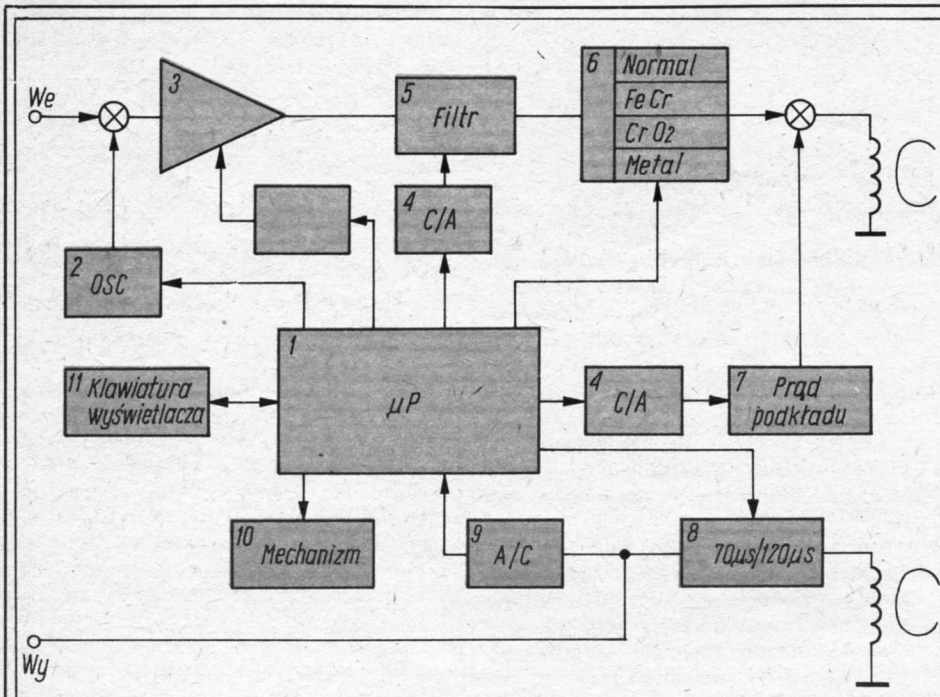 We
3
5
Filtr
6
Normal
FeCr
CrO2
Metal
4
C/A
2
OSC
1
μP
11 Klawiatura
wyświetlacza
4
C/A
7
Prąd
podkładu
10
Mechanizm
9
A/C
8
70μs/120μs
Wy